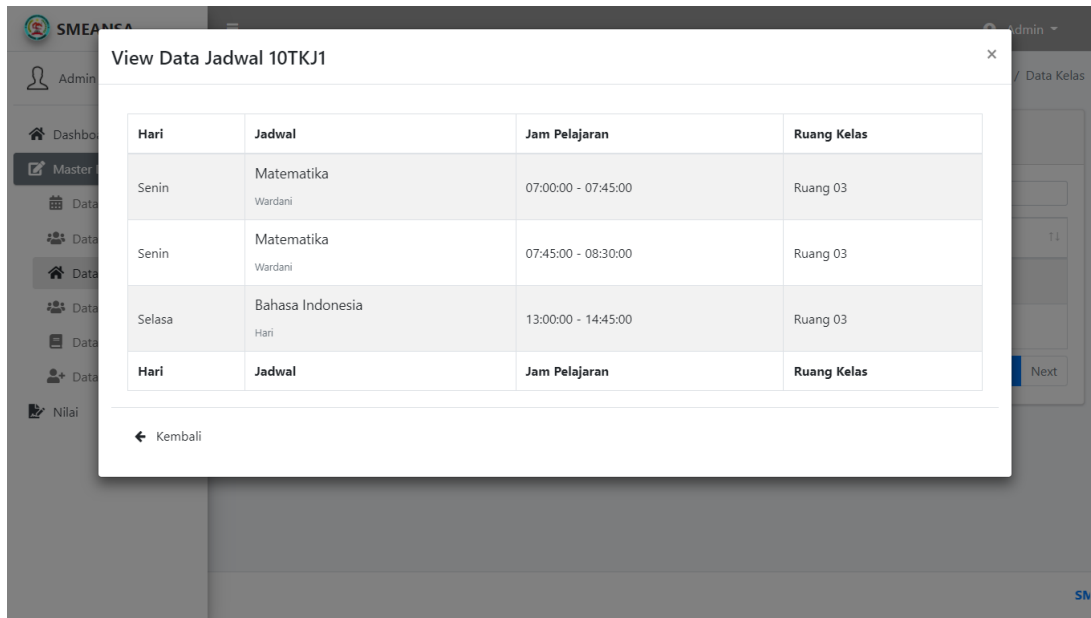 SMEANSA
Admin
Admin
/ Data Kelas
View Data Jadwal 10TKJ1
×
Hari Jadwal Jam Pelajaran Ruang Kelas
Senin Matematika 07:00:00 - 07:45:00 Ruang 03
Wardani
Senin Matematika 07:45:00 - 08:30:00 Ruang 03
Wardani
Selasa Bahasa Indonesia 13:00:00 - 14:45:00 Ruang 03
Hari
Hari Jadwal Jam Pelajaran Ruang Kelas
Kembali
Master
Data
Data
Data
Data
Data
Data
Nilai
Next